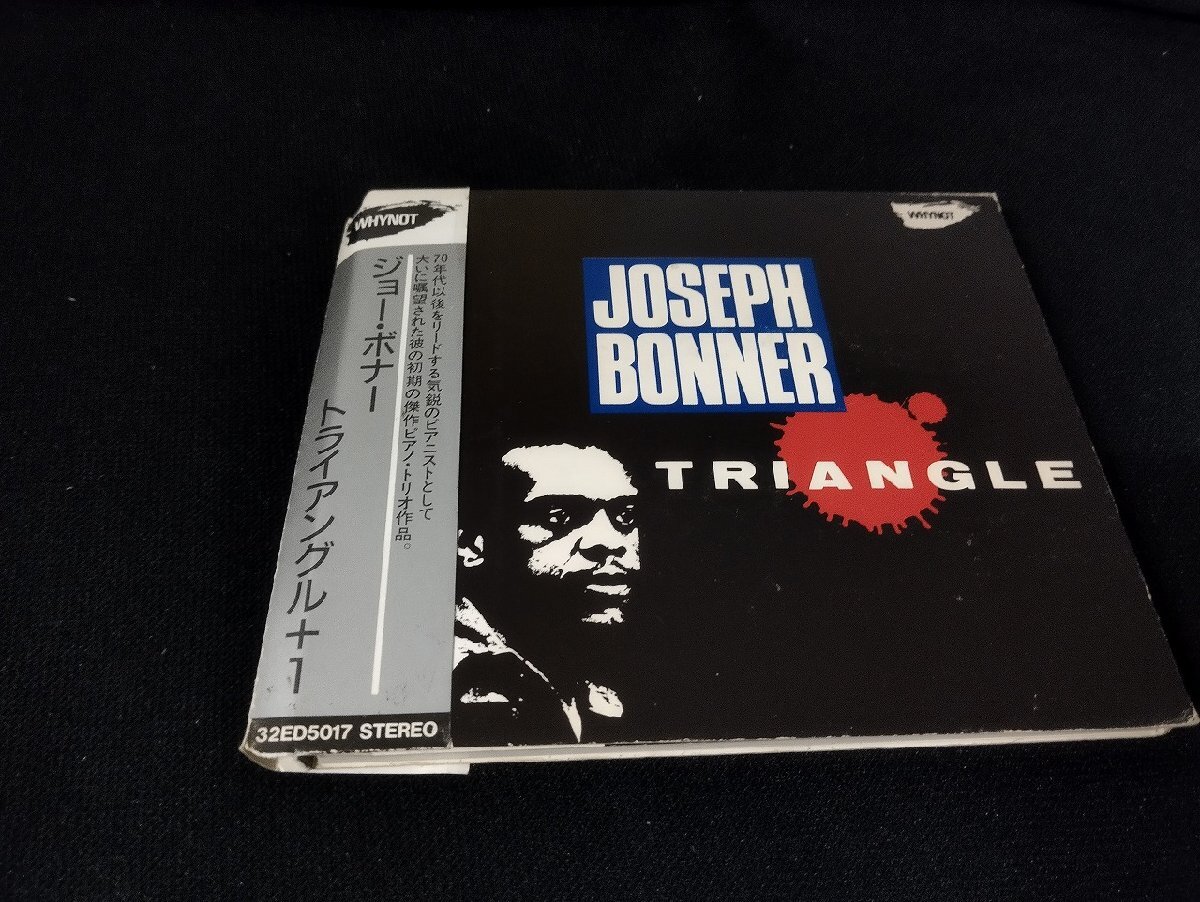 WHYNOT
ジョー・ボナー
トライアングル+1
70年代以後をリードする気鋭のピアニストとして
大いに嘱望された彼の初期の傑作ピアノ・トリオ作品。
32ED5017 STEREO
WHYNOT
JOSEPH
BONNER
TRIANGLE